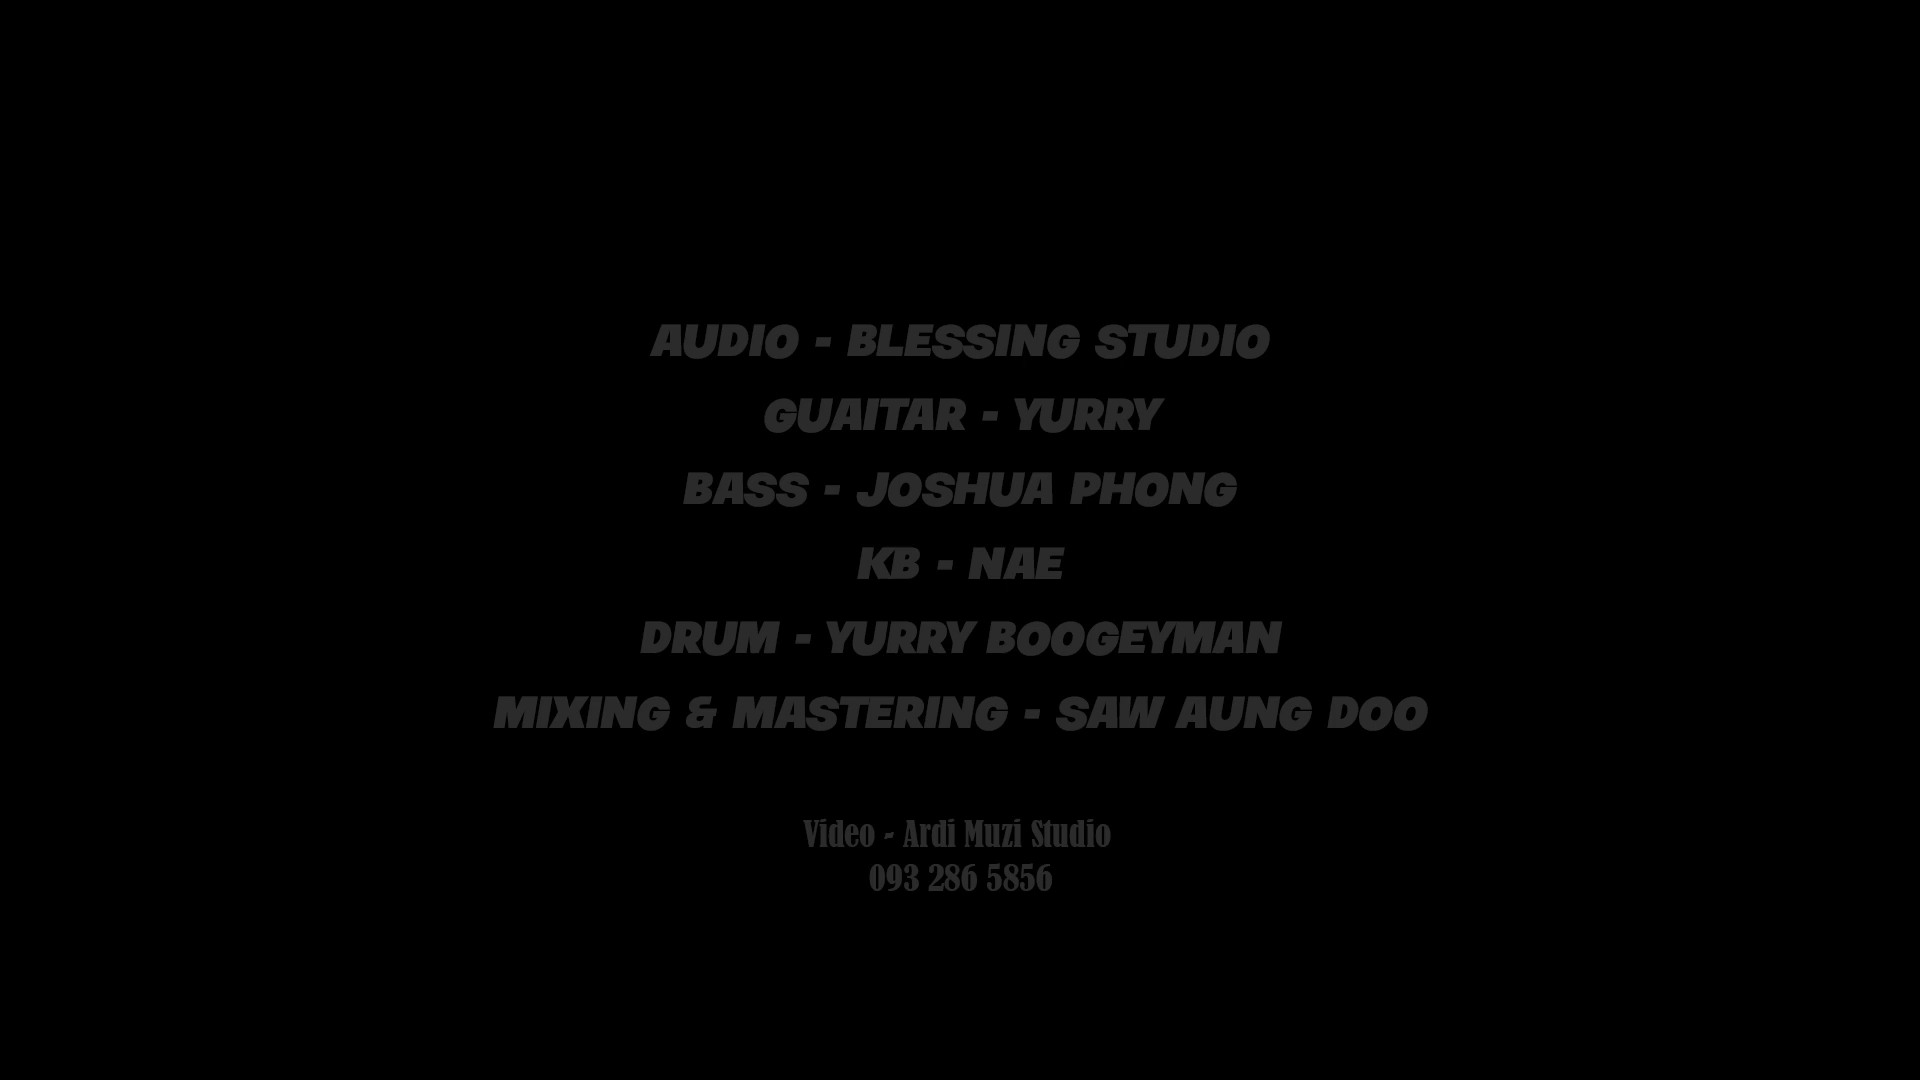 AUDIO - BLESSING STUDIO
GUAITAR - YURRY
BASS - JOSHUA PHONG
KB - NAE
DRUM - YURRY BOOGEYMAN
MIXING & MASTERING - SAW AUNG DOO
Video - Ardi Muzi Studio
093 286 5856